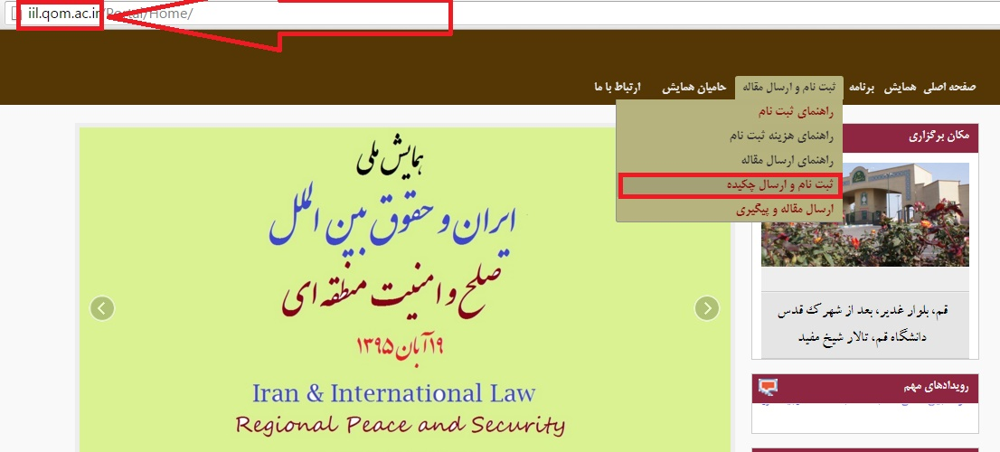 iil.qom.ac.ir/Portal/Home/
صفحه اصلی همایش برنامه ثبت نام و ارسال مقاله حامیان همایش ارتباط با ما
راهنمای ثبت نام
راهنمای هزینه ثبت نام
راهنمای ارسال مقاله
ثبت نام و ارسال چکیده
ارسال مقاله و پیگیری
مکان برگزاری
قم، بلوار غدیر، بعد از شهرک قدس
دانشگاه قم، تالار شیخ مفید
رویدادهای مهم
همایش ملی
ایران و حقوق بین الملل
صلح و امنیت منطقه ای
۱۹ آبان ۱۳۹۵
Iran & International Law
Regional Peace and Security